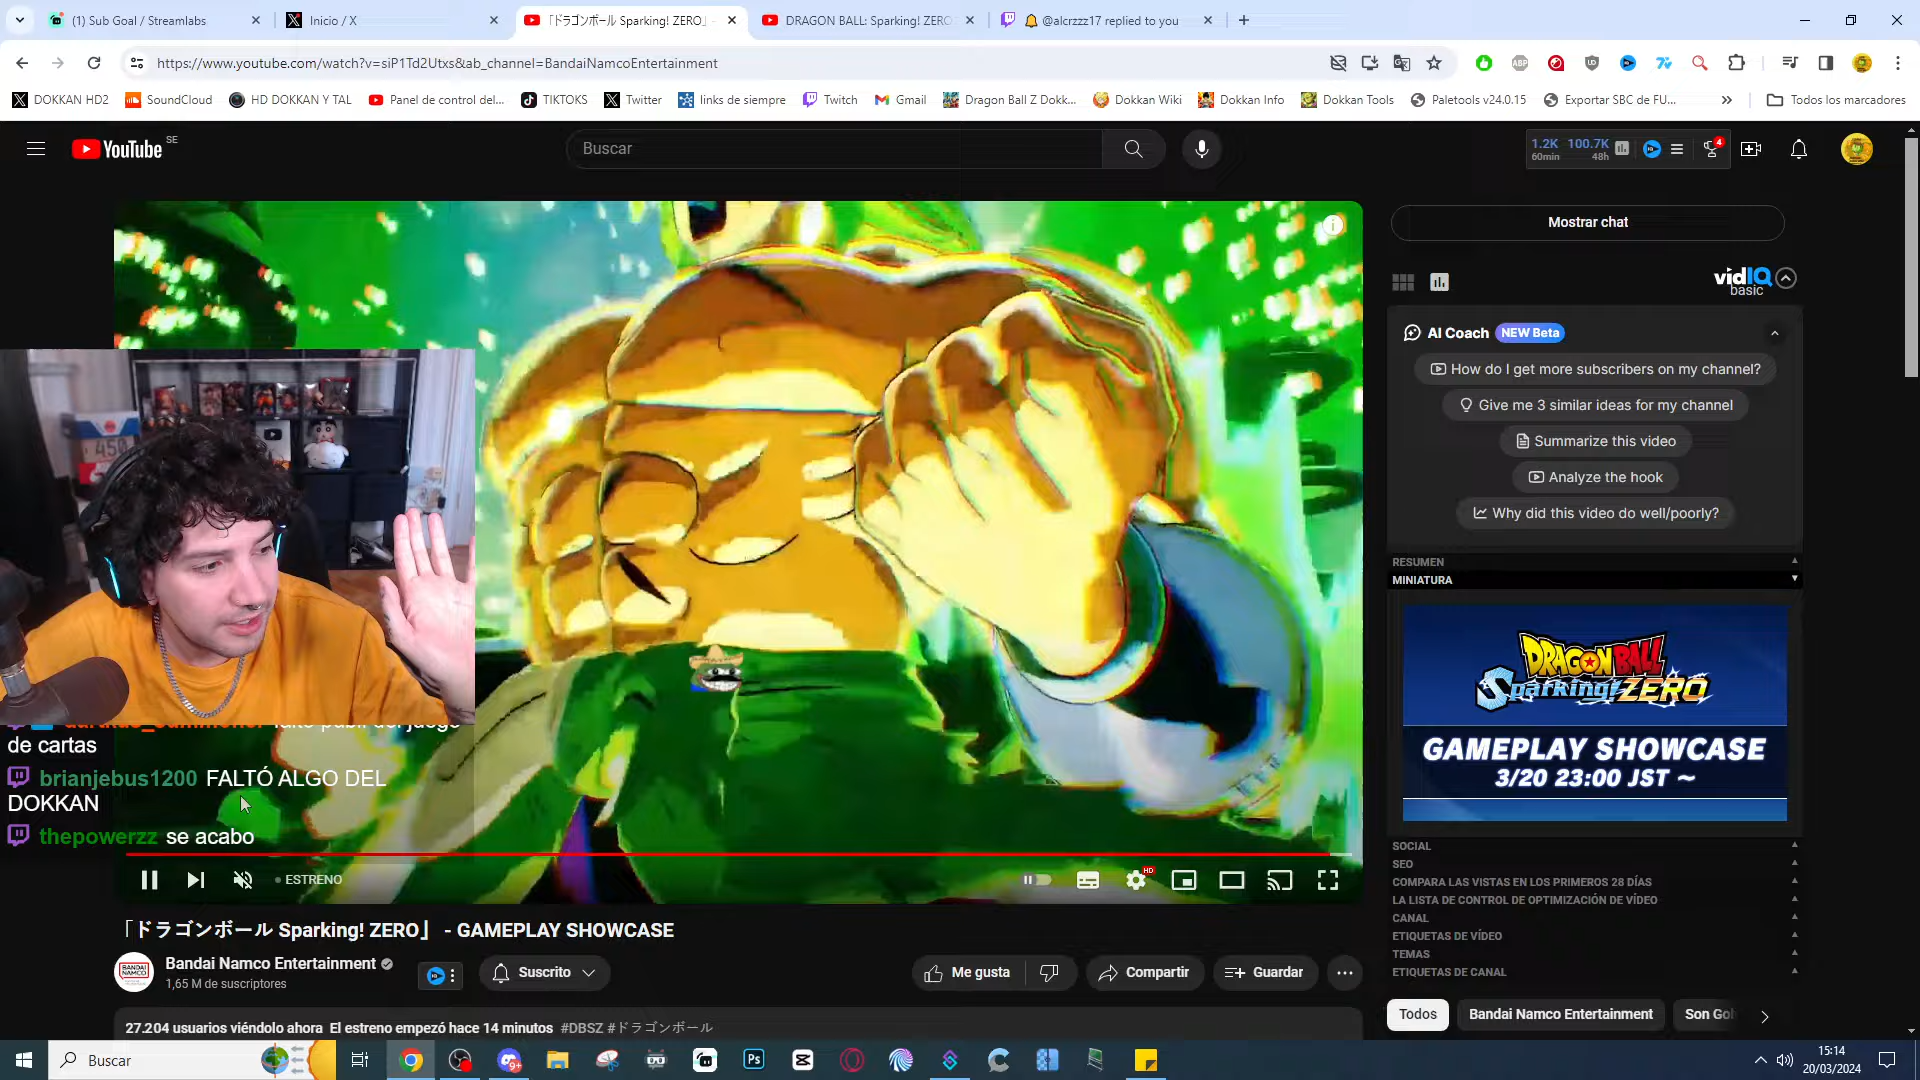 (1) Sub Goal / Streamlabs
Inicio / X
「ドラゴンボール Sparking! ZERO」 -
DRAGON BALL: Sparking! ZERO
@alcrzzz17 replied to you
https://www.youtube.com/watch?v=siP1Td2Utxs&ab_channel=BandaiNamcoEntertainment
DOKKAN HD2
SoundCloud
HD DOKKAN Y TAL
Panel de control del...
TIKTOKS
Twitter
links de siempre
Twitch
Gmail
Dragon Ball Z Dokk...
Dokkan Wiki
Dokkan Info
Dokkan Tools
Paletools v24.0.15
Exportar SBC de FU...
Todos los marcadores
YouTube SE
Buscar
1.2K 100.7K
60min 48h
4
Mostrar chat
vidIQ
basic
AI Coach NEW Beta
How do I get more subscribers on my channel?
Give me 3 similar ideas for my channel
Summarize this video
Analyze the hook
Why did this video do well/poorly?
RESUMEN
MINIATURA
DRAGON BALL
Sparking! ZERO
GAMEPLAY SHOWCASE
3/20 23:00 JST ~
SOCIAL
SEO
COMPARA LAS VISTAS EN LOS PRIMEROS 28 DÍAS
LA LISTA DE CONTROL DE OPTIMIZACIÓN DE VÍDEO
CANAL
ETIQUETAS DE VÍDEO
TEMAS
ETIQUETAS DE CANAL
Todos
Bandai Namco Entertainment
Son Go
de cartas
brianjebus1200 FALTÓ ALGO DEL
DOKKAN
thepowerzz se acabo
ESTRENO
HD
「ドラゴンボール Sparking! ZERO」 - GAMEPLAY SHOWCASE
BANDAI
NAMCO
Bandai Namco Entertainment
1,65 M de suscriptores
Suscrito
Me gusta
Compartir
Guardar
27.204 usuarios viéndolo ahora El estreno empezó hace 14 minutos #DBSZ #ドラゴンボール
Buscar
9+
Ps
15:14
20/03/2024